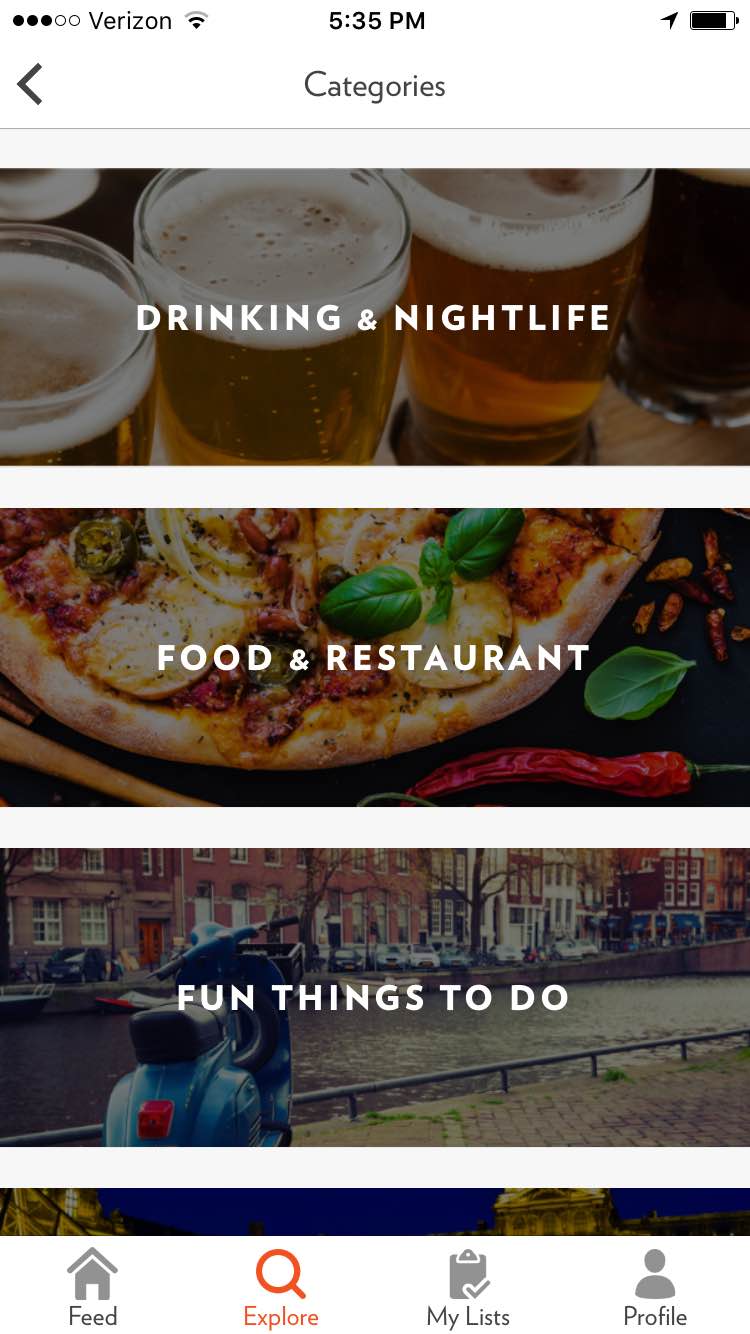 Verizon 5:35 PM
Categories
DRINKING & NIGHTLIFE
FOOD & RESTAURANT
FUN THINGS TO DO
Feed Explore My Lists Profile